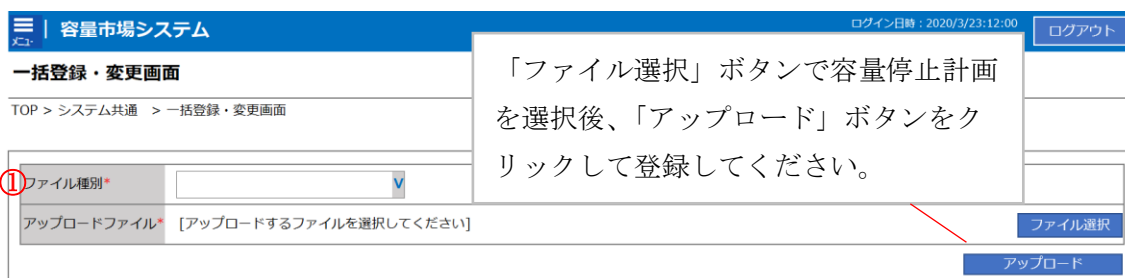 容量市場システム
ログイン日時：2020/3/23:12:00
ログアウト
メニュー
一括登録・変更画面
TOP > システム共通 > 一括登録・変更画面
「ファイル選択」ボタンで容量停止計画
を選択後、「アップロード」ボタンをク
リックして登録してください。
①
ファイル種別*
V
アップロードファイル* [アップロードするファイルを選択してください]
ファイル選択
アップロード